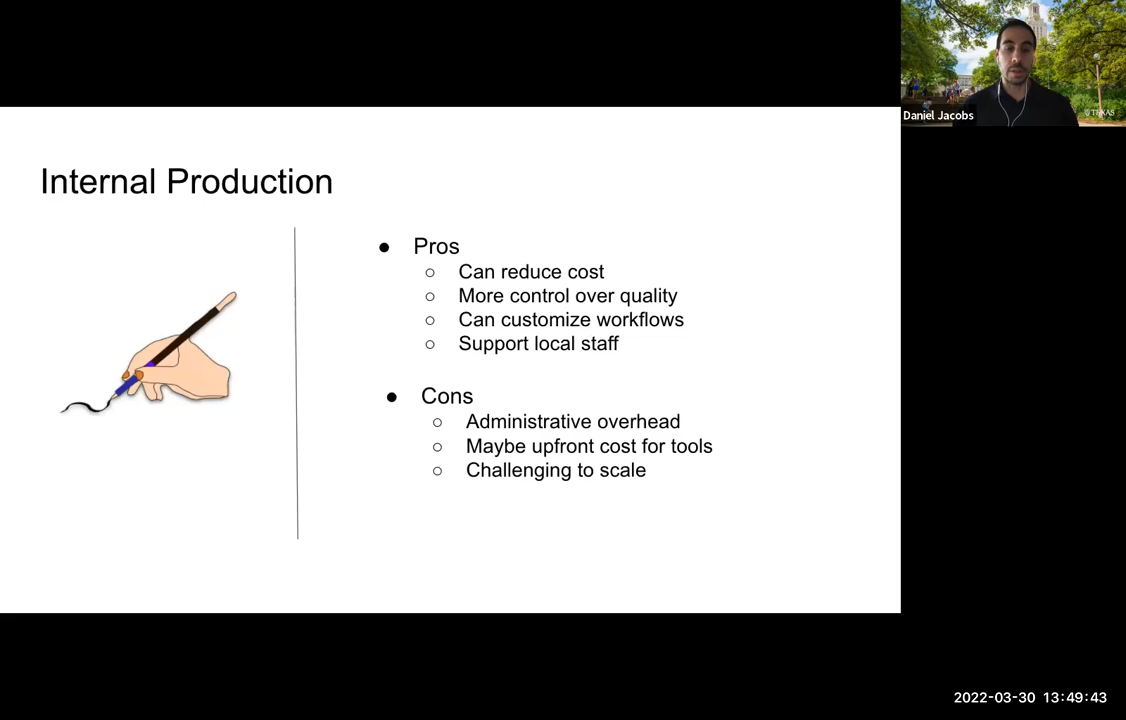 Daniel Jacobs
TEXAS
Internal Production
● Pros
○ Can reduce cost
○ More control over quality
○ Can customize workflows
○ Support local staff
● Cons
○ Administrative overhead
○ Maybe upfront cost for tools
○ Challenging to scale
2022-03-30 13:49:43